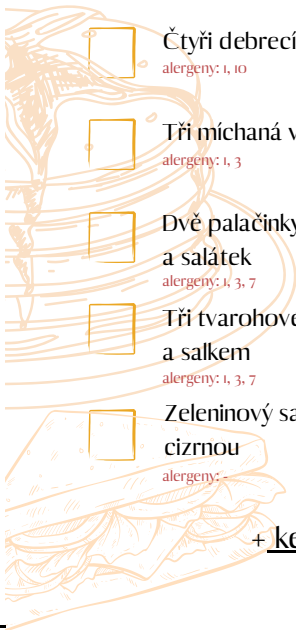 Čtyři debrecí
alergeny: 1, 10
Tři míchaná v
alergeny: 1, 3
Dvě palačinky
a salátek
alergeny: 1, 3, 7
Tři tvarohové
a salkem
alergeny: 1, 3, 7
Zeleninový sa
cizrnou
alergeny: -
+ ke